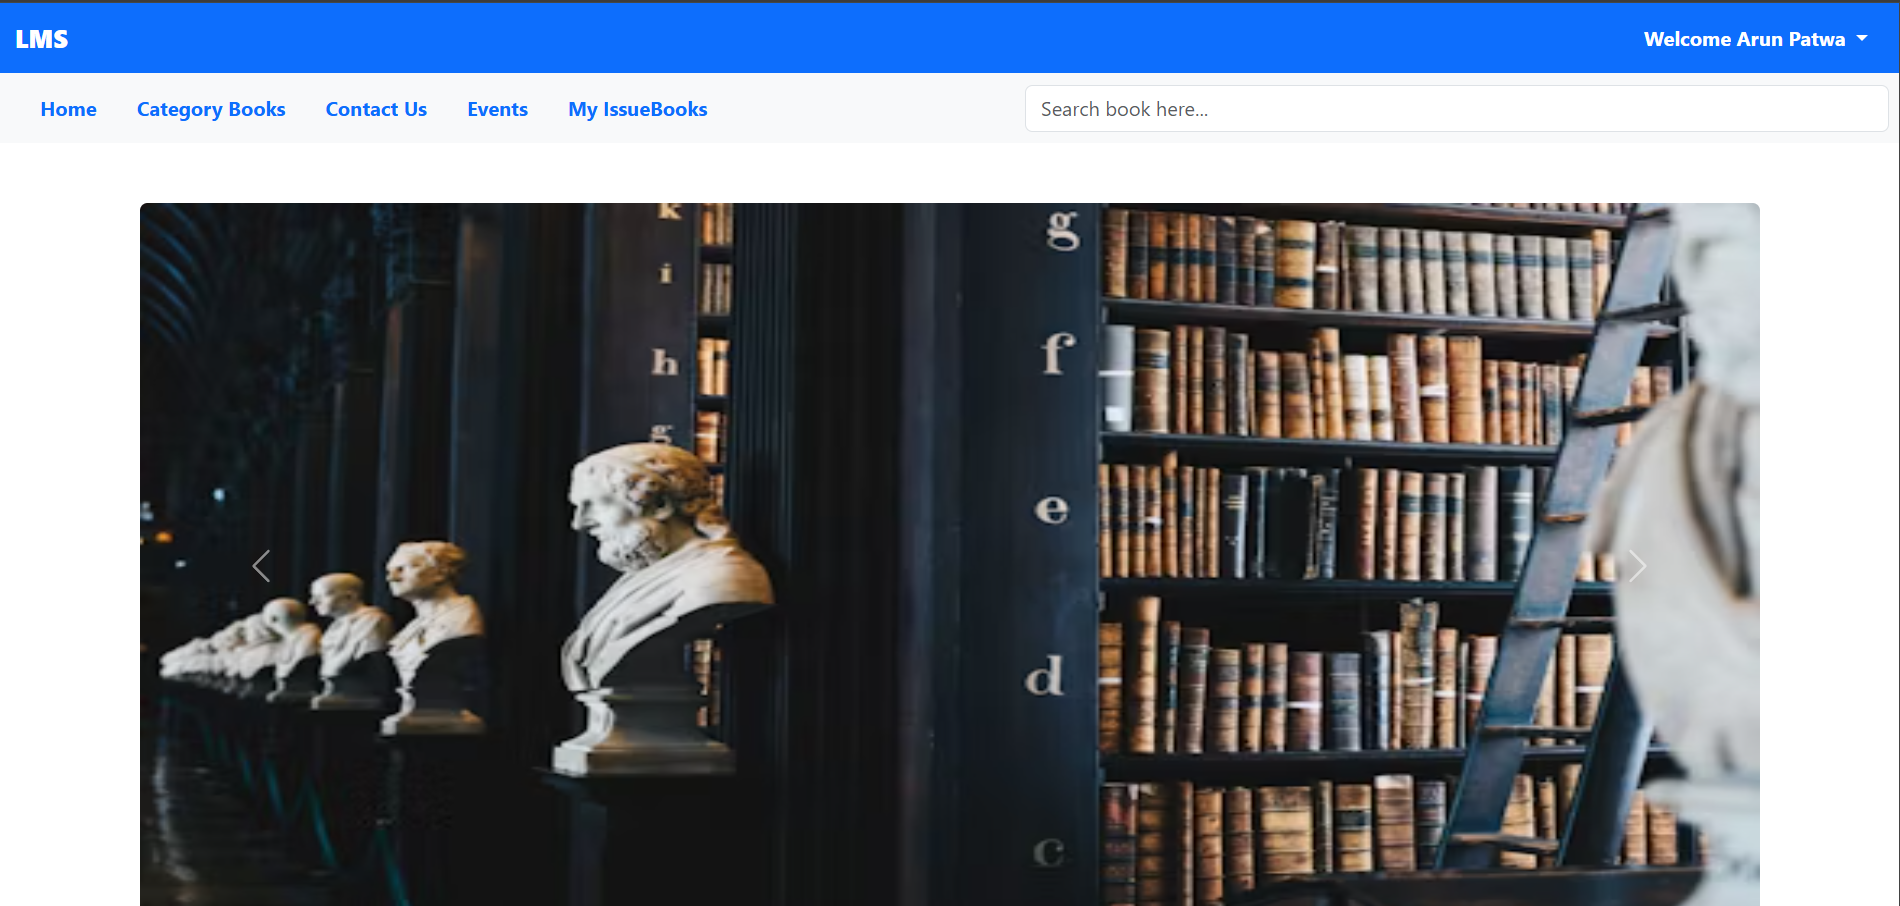 LMS
Welcome Arun Patwa
Home Category Books Contact Us Events My IssueBooks
Search book here...
k
i
h
g
g
f
e
d
c